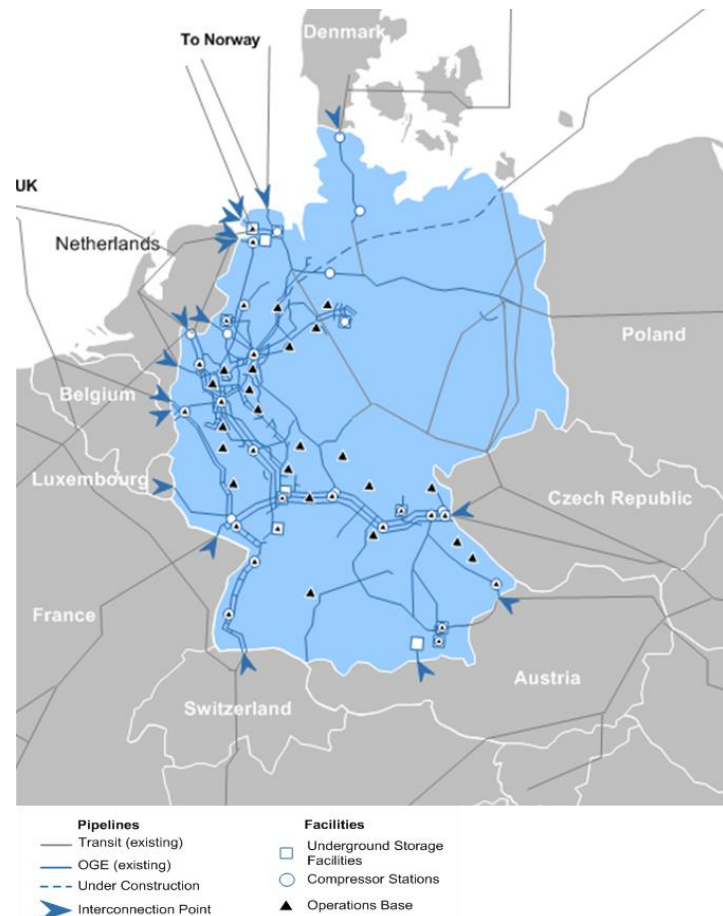 Denmark
To Norway
UK
Netherlands
Poland
Belgium
Luxembourg
Czech Republic
France
Austria
Switzerland
Pipelines
Transit (existing)
OGE (existing)
Under Construction
Interconnection Point
Facilities
Underground Storage
Facilities
Compressor Stations
Operations Base